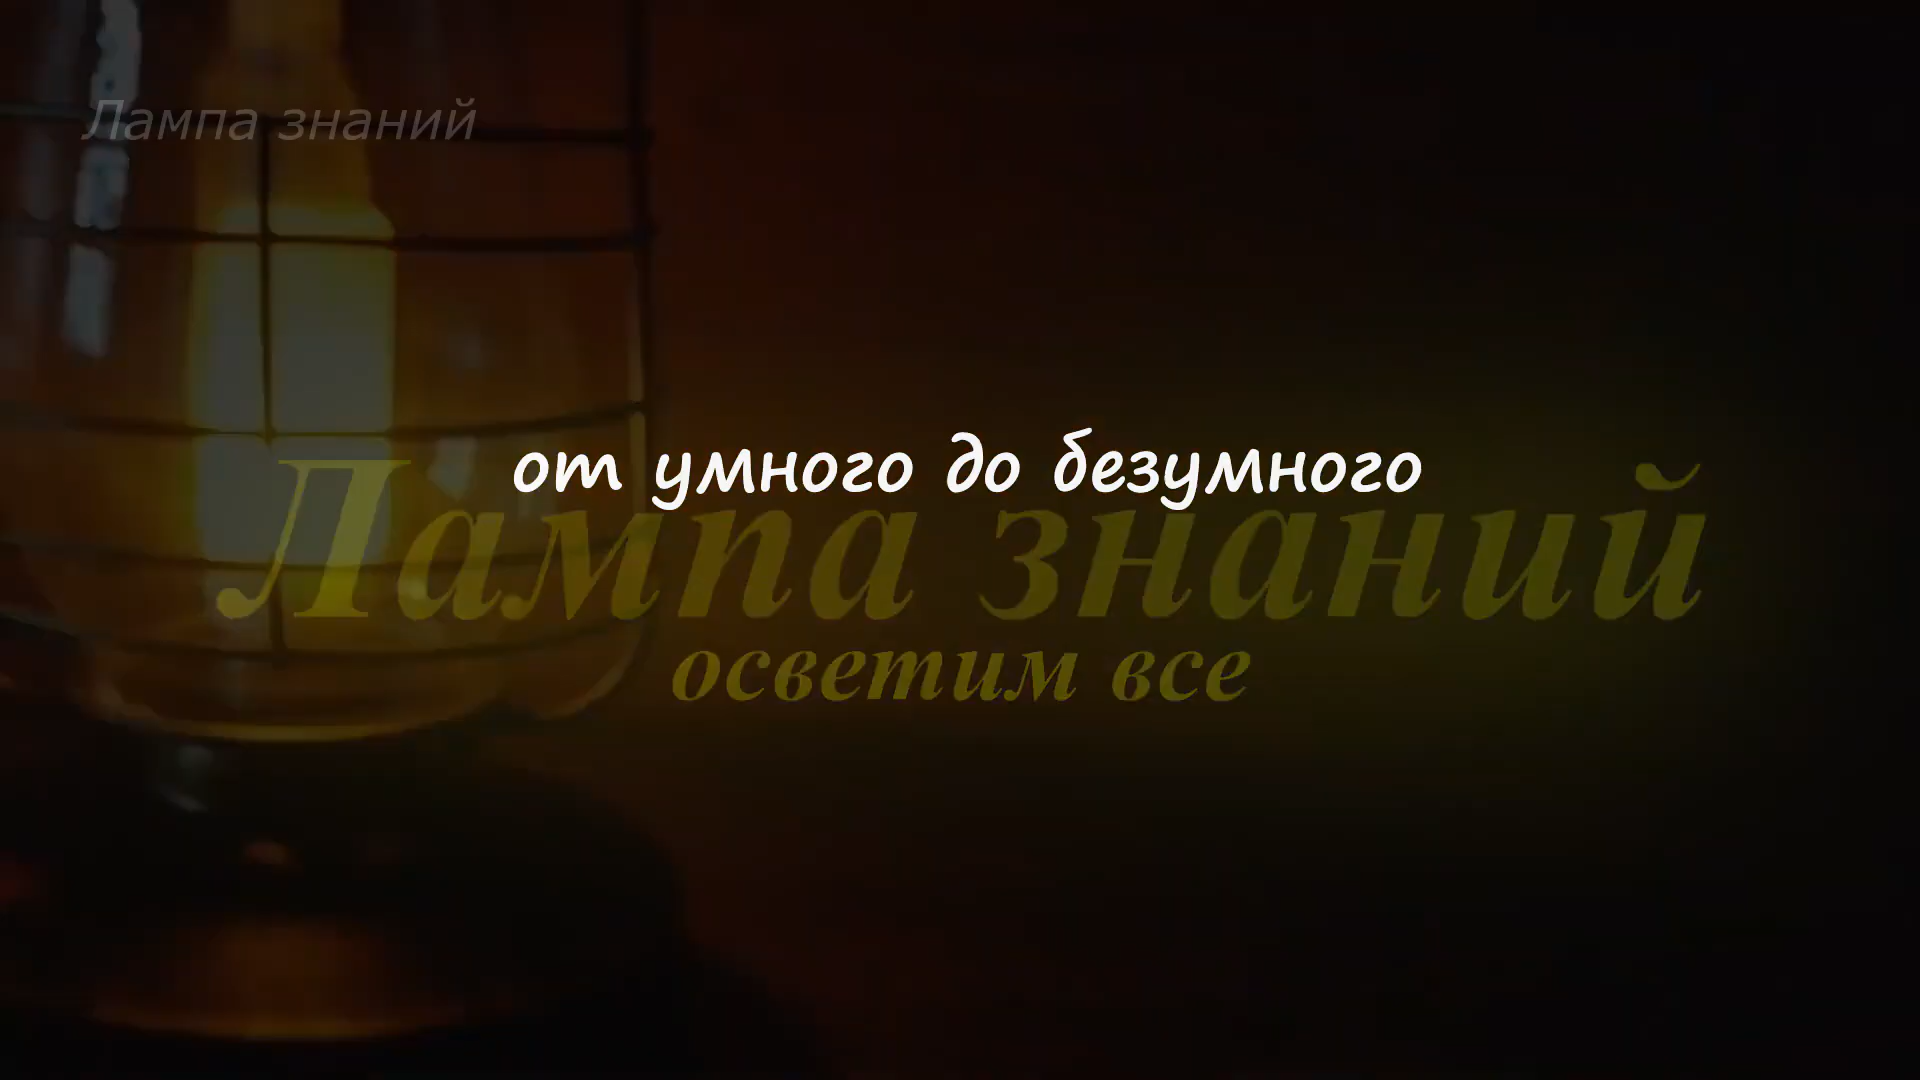 Лампа знаний
от умного до безумного
Лампа знаний
осветим все